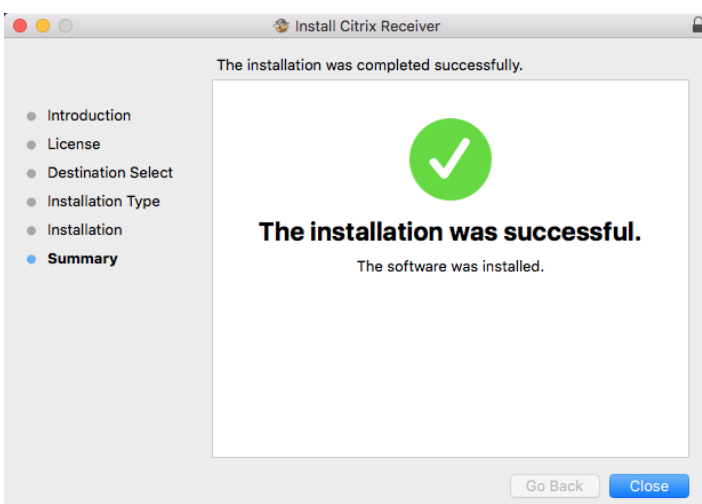 Install Citrix Receiver
The installation was completed successfully.
Introduction
License
Destination Select
Installation Type
Installation
Summary
The installation was successful.
The software was installed.
Go Back
Close